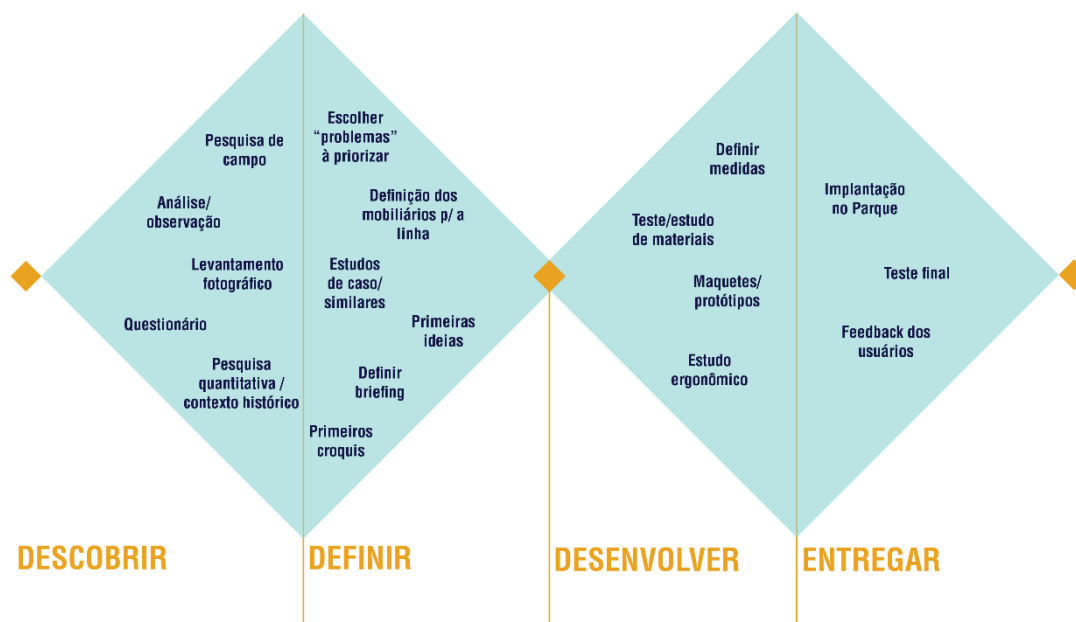 Pesquisa de
campo
Análise/
observação
Levantamento
fotográfico
Questionário
Pesquisa
quantitativa /
contexto histórico
Escolher
“problemas”
à priorizar
Definição dos
mobiliários p/ a
linha
Estudos
de caso/
similares
Primeiras
ideias
Definir
briefing
Primeiros
croquis
Definir
medidas
Teste/estudo
de materiais
Maquetes/
protótipos
Estudo
ergonômico
Implantação
no Parque
Teste final
Feedback dos
usuários
DESCOBRIR
DEFINIR
DESENVOLVER
ENTREGAR